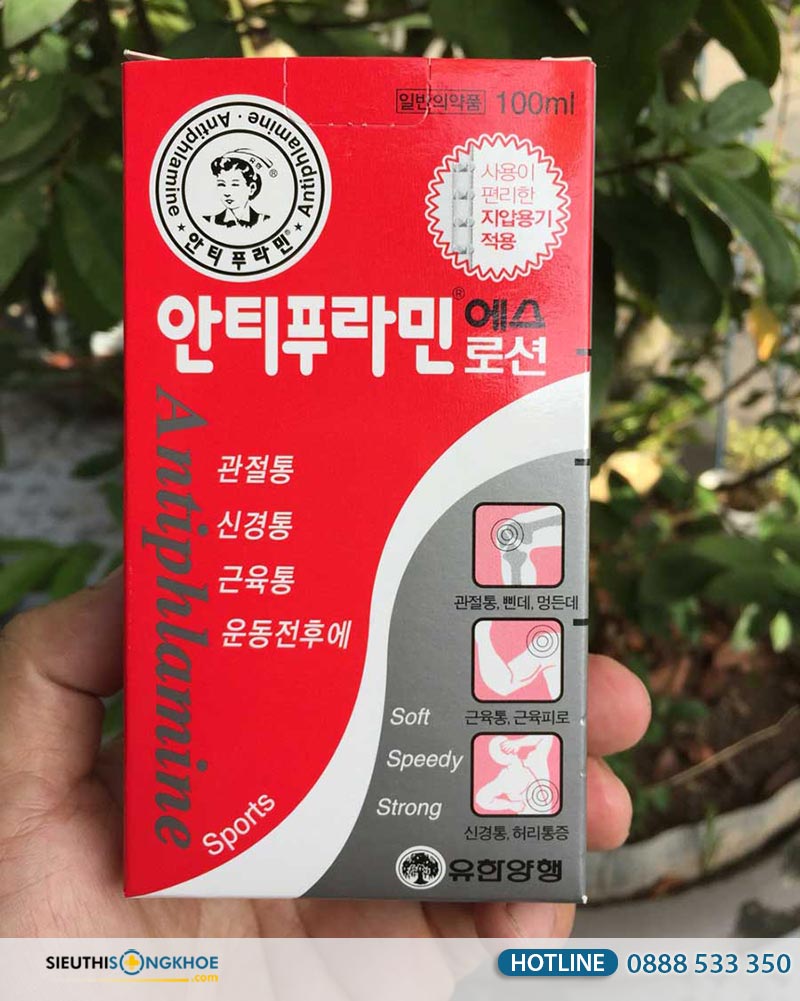 일반의약품 100ml
Antiphlamine · Antiphlamine
안티푸라민®
사용이
편리한
지압용기
적용
안티푸라민® 에스
로션
Antiphlamine
관절통
신경통
근육통
운동전후에
관절통, 삔데, 멍든데
근육통, 근육피로
신경통, 허리통증
Soft
Speedy
Strong
Sports
유한양행
SIEUTHISONGKHOE
.com
HOTLINE 0888 533 350